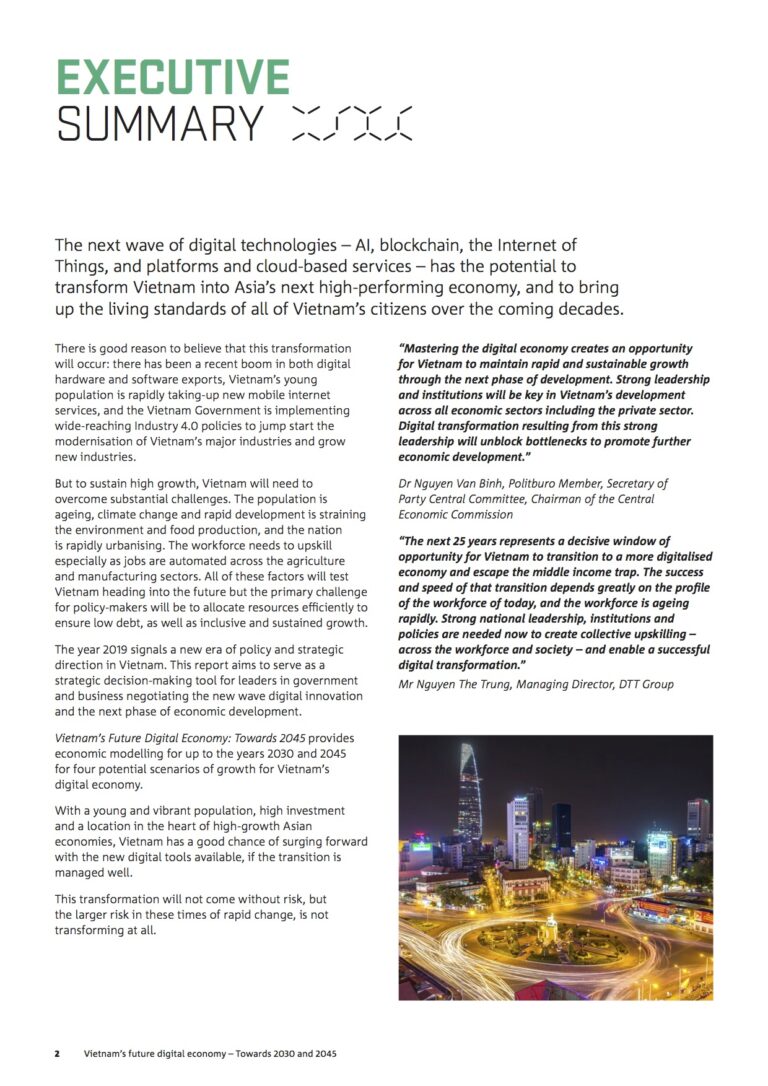 EXECUTIVE
SUMMARY
The next wave of digital technologies – AI, blockchain, the Internet of
Things, and platforms and cloud-based services – has the potential to
transform Vietnam into Asia’s next high-performing economy, and to bring
up the living standards of all of Vietnam’s citizens over the coming decades.
There is good reason to believe that this transformation
will occur: there has been a recent boom in both digital
hardware and software exports, Vietnam’s young
population is rapidly taking-up new mobile internet
services, and the Vietnam Government is implementing
wide-reaching Industry 4.0 policies to jump start the
modernisation of Vietnam’s major industries and grow
new industries.
But to sustain high growth, Vietnam will need to
overcome substantial challenges. The population is
ageing, climate change and rapid development is straining
the environment and food production, and the nation
is rapidly urbanising. The workforce needs to upskill
especially as jobs are automated across the agriculture
and manufacturing sectors. All of these factors will test
Vietnam heading into the future but the primary challenge
for policy-makers will be to allocate resources efficiently to
ensure low debt, as well as inclusive and sustained growth.
The year 2019 signals a new era of policy and strategic
direction in Vietnam. This report aims to serve as a
strategic decision-making tool for leaders in government
and business negotiating the new wave digital innovation
and the next phase of economic development.
Vietnam’s Future Digital Economy: Towards 2045 provides
economic modelling for up to the years 2030 and 2045
for four potential scenarios of growth for Vietnam’s
digital economy.
With a young and vibrant population, high investment
and a location in the heart of high-growth Asian
economies, Vietnam has a good chance of surging forward
with the new digital tools available, if the transition is
managed well.
This transformation will not come without risk, but
the larger risk in these times of rapid change, is not
transforming at all.
“Mastering the digital economy creates an opportunity
for Vietnam to maintain rapid and sustainable growth
through the next phase of development. Strong leadership
and institutions will be key in Vietnam’s development
across all economic sectors including the private sector.
Digital transformation resulting from this strong
leadership will unblock bottlenecks to promote further
economic development.”
Dr Nguyen Van Binh, Politburo Member, Secretary of
Party Central Committee, Chairman of the Central
Economic Commission
“The next 25 years represents a decisive window of
opportunity for Vietnam to transition to a more digitalised
economy and escape the middle income trap. The success
and speed of that transition depends greatly on the profile
of the workforce of today, and the workforce is ageing
rapidly. Strong national leadership, institutions and
policies are needed now to create collective upskilling –
across the workforce and society – and enable a successful
digital transformation.”
Mr Nguyen The Trung, Managing Director, DTT Group
2 Vietnam’s future digital economy – Towards 2030 and 2045